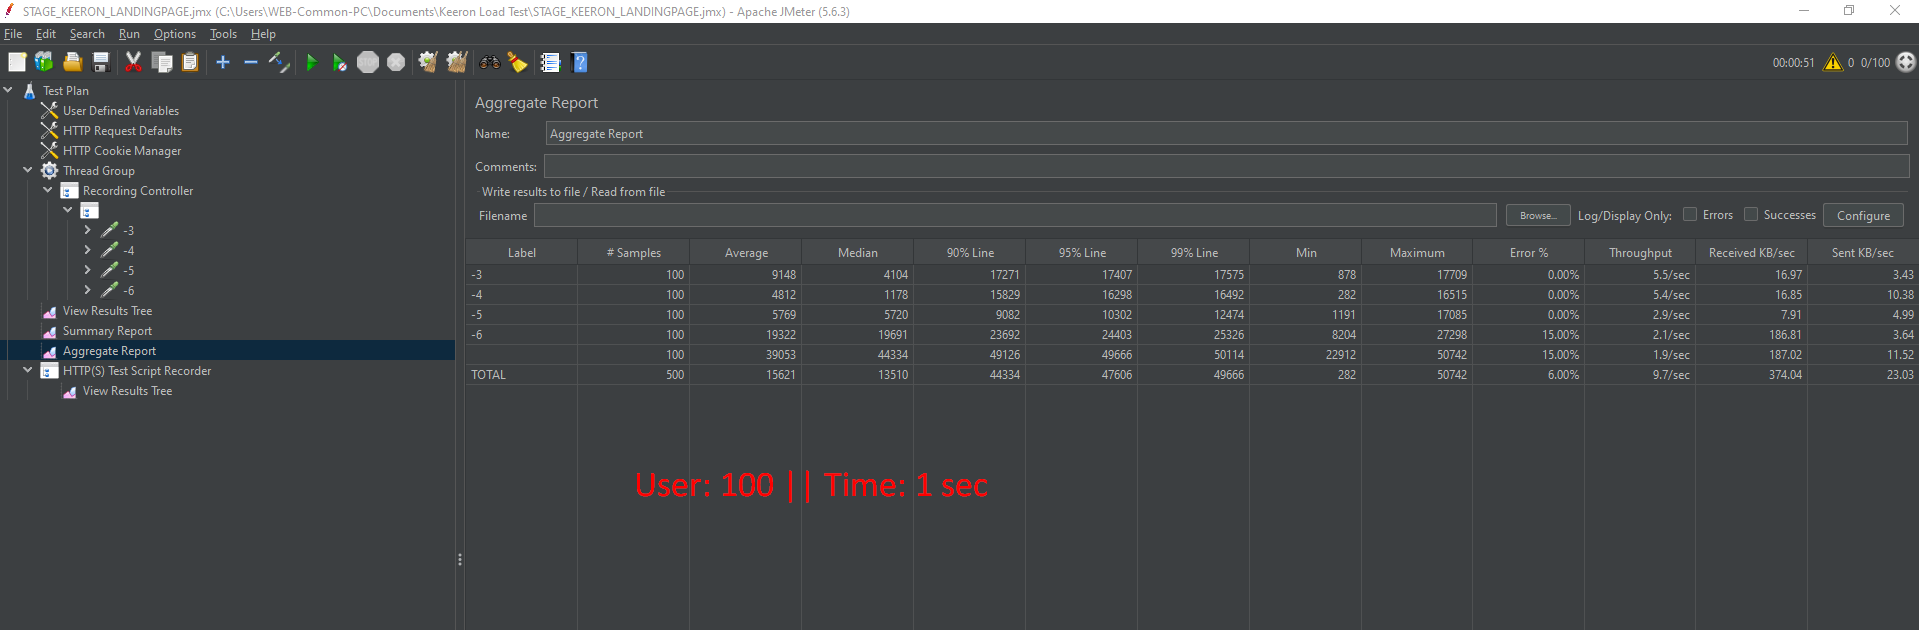 STAGE_KEERON_LANDINGPAGE.jmx (C:\Users\WEB-Common-PC\Documents\Keeron Load Test\STAGE_KEERON_LANDINGPAGE.jmx) - Apache JMeter (5.6.3)
File Edit Search Run Options Tools Help
00:00:51 0 0/100
Test Plan
User Defined Variables
HTTP Request Defaults
HTTP Cookie Manager
Thread Group
Recording Controller
-3
-4
-5
-6
View Results Tree
Summary Report
Aggregate Report
HTTP(S) Test Script Recorder
View Results Tree
Aggregate Report
Name: Aggregate Report
Comments:
Write results to file / Read from file
Filename Browse... Log/Display Only: Errors Successes Configure
Label # Samples Average Median 90% Line 95% Line 99% Line Min Maximum Error % Throughput Received KB/sec Sent KB/sec
-3 100 9148 4104 17271 17407 17575 878 17709 0.00% 5.5/sec 16.97 3.43
-4 100 4812 1178 15829 16298 16492 282 16515 0.00% 5.4/sec 16.85 10.38
-5 100 5769 5720 9082 10302 12474 1191 17085 0.00% 2.9/sec 7.91 4.99
-6 100 19322 19691 23692 24403 25326 8204 27298 15.00% 2.1/sec 186.81 3.64
100 39053 44334 49126 49666 50114 22912 50742 15.00% 1.9/sec 187.02 11.52
TOTAL 500 15621 13510 44334 47606 49666 282 50742 6.00% 9.7/sec 374.04 23.03
User: 100 || Time: 1 sec